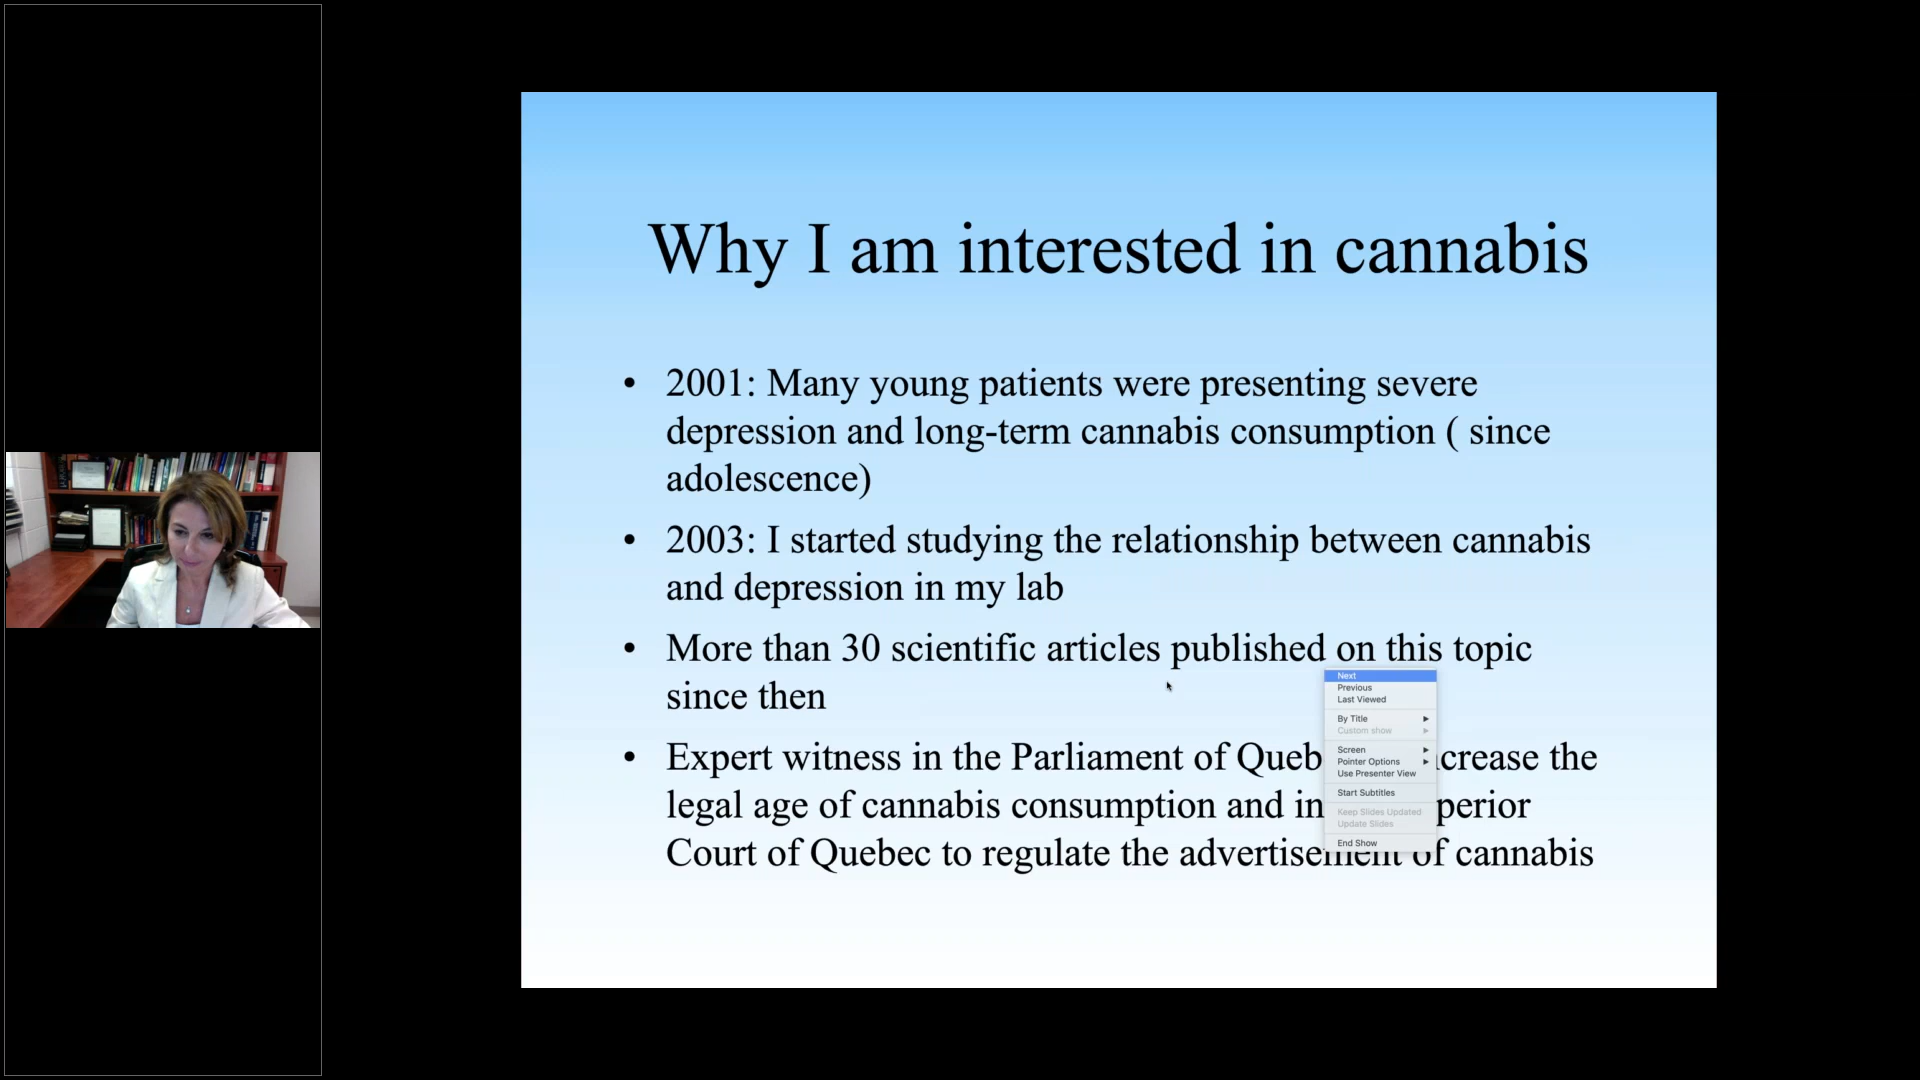 Why I am interested in cannabis
• 2001: Many young patients were presenting severe
depression and long-term cannabis consumption ( since
adolescence)
• 2003: I started studying the relationship between cannabis
and depression in my lab
• More than 30 scientific articles published on this topic
since then
• Expert witness in the Parliament of Queb crease the
legal age of cannabis consumption and in perior
Court of Quebec to regulate the advertisement of cannabis
Next
Previous
Last Viewed
By Title
Custom show
Screen
Pointer Options
Use Presenter View
Start Subtitles
Keep Slides Updated
Update Slides
End Show